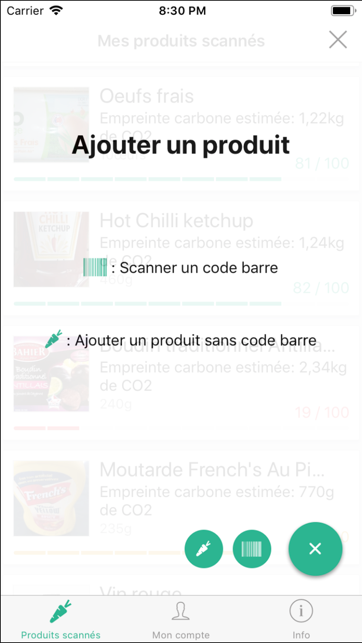 Carrier 8:30 PM
Mes produits scannés
Oeufs frais
Empreinte carbone estimée: 1,22kg
de CO2
Ajouter un produit
81 / 100
Hot Chilli ketchup
Empreinte carbone estimée: 1,24kg
de CO2
: Scanner un code barre
82 / 100
: Ajouter un produit sans code barre
Empreinte carbone estimée: 2,34kg
de CO2
240g
19 / 100
Moutarde French's Au Pi...
Empreinte carbone estimée: 770g
de CO2
235g
Vin rouge
Produits scannés
Mon compte
Info